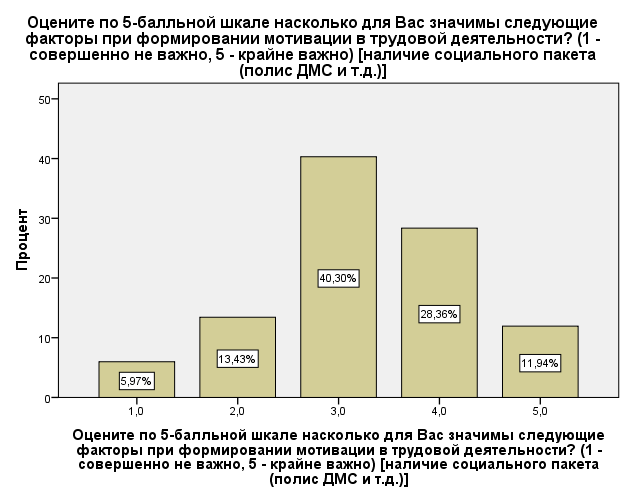 Оцените по 5-балльной шкале насколько для Вас значимы следующие
факторы при формировании мотивации в трудовой деятельности? (1 -
совершенно не важно, 5 - крайне важно) [наличие социального пакета
(полис ДМС и т.д.)]
50
40
30
20
10
0
Процент
5,97%
13,43%
40,30%
28,36%
11,94%
1,0
2,0
3,0
4,0
5,0
Оцените по 5-балльной шкале насколько для Вас значимы следующие
факторы при формировании мотивации в трудовой деятельности? (1 -
совершенно не важно, 5 - крайне важно) [наличие социального пакета
(полис ДМС и т.д.)]